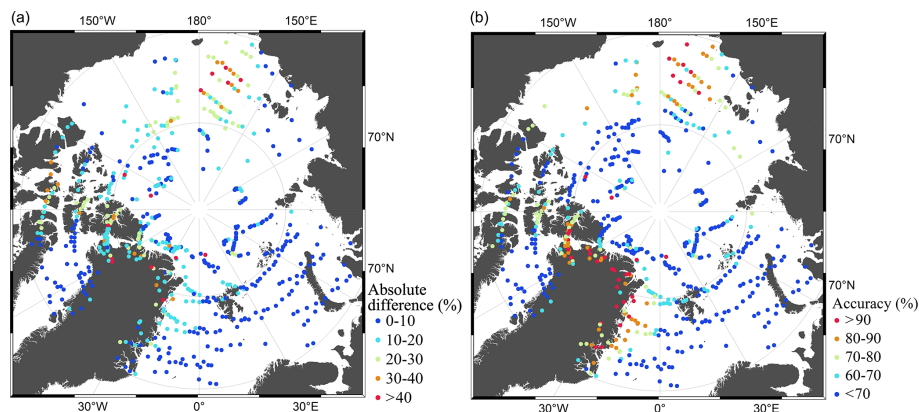 (a)
150°W 180° 150°E
70°N
70°N
Absolute
difference (%)
0-10
10-20
20-30
30-40
>40
30°W 0° 30°E
(b)
150°W 180° 150°E
70°N
70°N
Accuracy (%)
>90
80-90
70-80
60-70
<70
30°W 0° 30°E